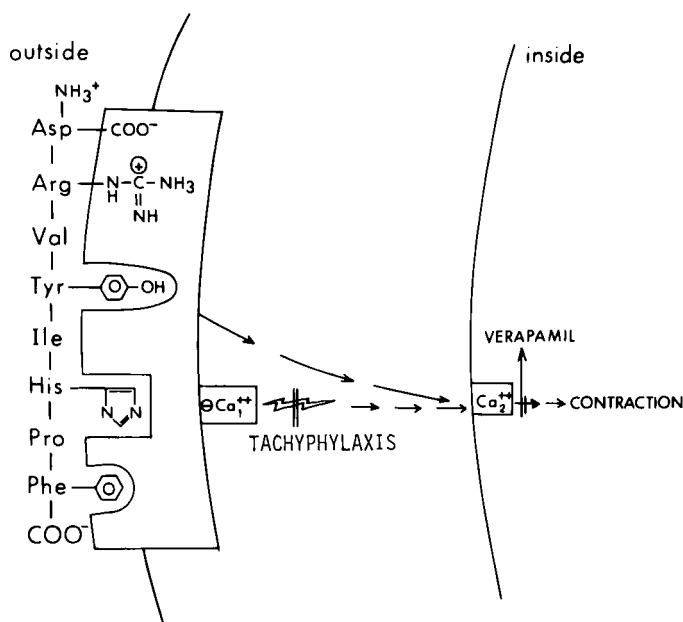 outside
inside
NH₃⁺
Asp COO⁻
Arg N H C ⊕ NH₃ NH
Val
Tyr OH
Ile
VERAPAMIL
His N N ⊖Ca₁⁺⁺ Ca₂⁺⁺ CONTRACTION
Pro TACHYPHYLAXIS
Phe
COO⁻